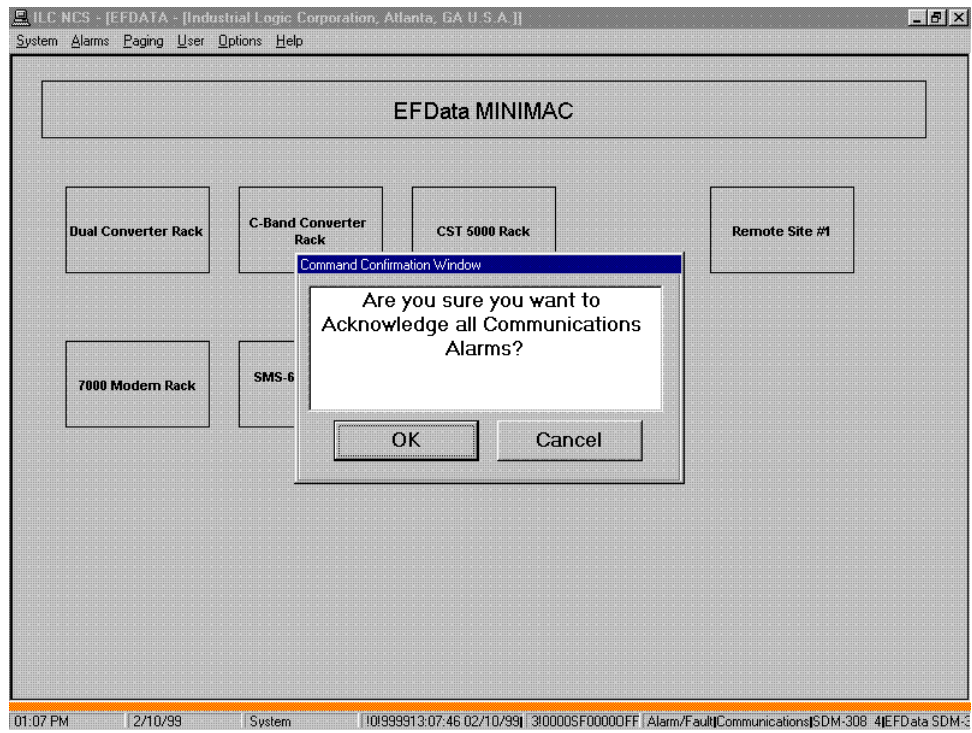 ILC NCS - [EFDATA - [Industrial Logic Corporation, Atlanta, GA U.S.A.]]
System Alarms Paging User Options Help
EFData MINIMAC
Dual Converter Rack
C-Band Converter
Rack
CST 5000 Rack
Remote Site #1
Command Confirmation Window
Are you sure you want to
Acknowledge all Communications
Alarms?
OK Cancel
7000 Modem Rack
SMS-6
01:07 PM 2/10/99 System !0!999913:07:46 02/10/99| 3!0000SF00000FF Alarm/Fault|Communications|SDM-308 4|EFData SDM-3